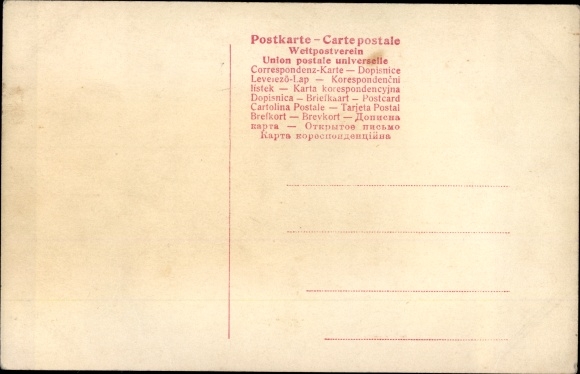 Postkarte – Carte postale
Weltpostverein
Union postale universelle
Correspondenz-Karte — Dopisnice
Levelező-Lap — Korespondenční
lístek — Karta korespondencyjna
Dopisnica — Briefkaart — Postcard
Cartolina Postale — Tarjeta Postal
Brefkort — Brevkort — Дописна
карта — Открытое письмо
Карта кореспонденційна